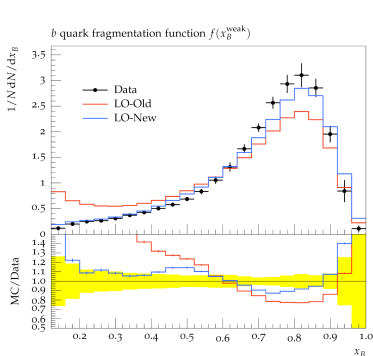 b quark fragmentation function f(x_B^weak)
1/N dN/dx_B
3.5
3
2.5
2
1.5
1
0.5
0
Data
LO-Old
LO-New
MC/Data
1.4
1.3
1.2
1.1
1.0
0.9
0.8
0.7
0.6
0.5
0.2 0.3 0.4 0.5 0.6 0.7 0.8 0.9 1.0
x_B